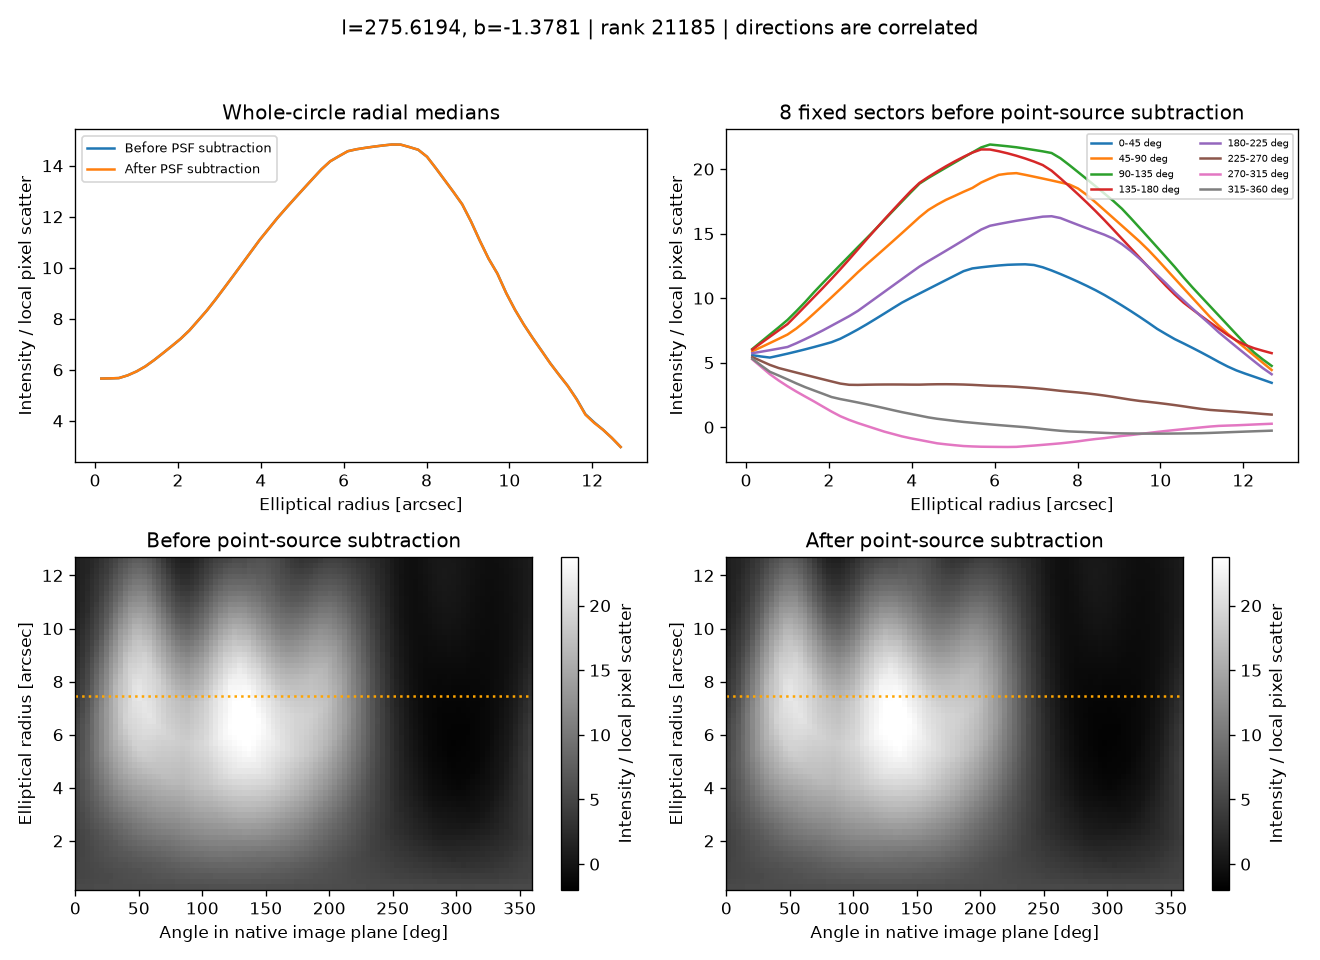 l=275.6194, b=-1.3781 | rank 21185 | directions are correlated
Whole-circle radial medians
Before PSF subtraction
After PSF subtraction
Intensity / local pixel scatter
14
12
10
8
6
4
0 2 4 6 8 10 12
Elliptical radius [arcsec]
8 fixed sectors before point-source subtraction
0-45 deg
45-90 deg
90-135 deg
135-180 deg
180-225 deg
225-270 deg
270-315 deg
315-360 deg
Intensity / local pixel scatter
20
15
10
5
0
0 2 4 6 8 10 12
Elliptical radius [arcsec]
Before point-source subtraction
Elliptical radius [arcsec]
12
10
8
6
4
2
0 50 100 150 200 250 300 350
Angle in native image plane [deg]
20
15
10
5
0
Intensity / local pixel scatter
After point-source subtraction
Elliptical radius [arcsec]
12
10
8
6
4
2
0 50 100 150 200 250 300 350
Angle in native image plane [deg]
20
15
10
5
0
Intensity / local pixel scatter